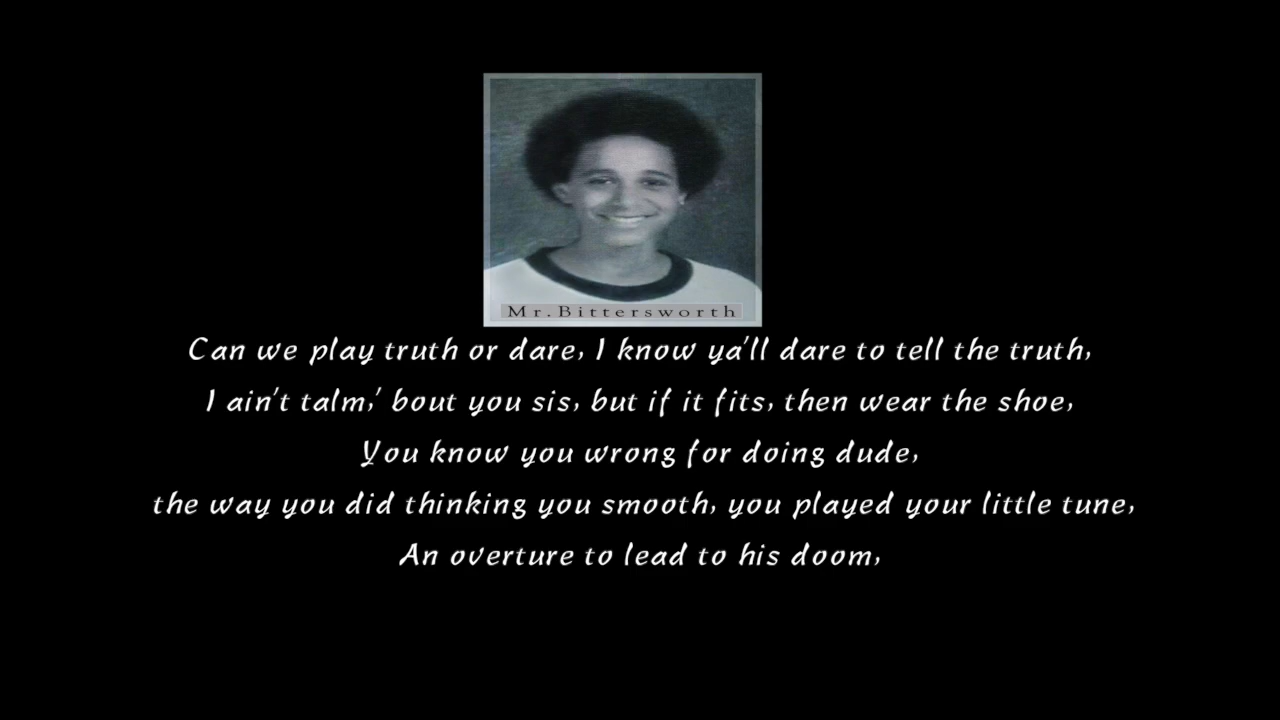 Mr.Bittersworth
Can we play truth or dare, I know ya'll dare to tell the truth,
I ain't talm,' bout you sis, but if it fits, then wear the shoe,
You know you wrong for doing dude,
the way you did thinking you smooth, you played your little tune,
An overture to lead to his doom,